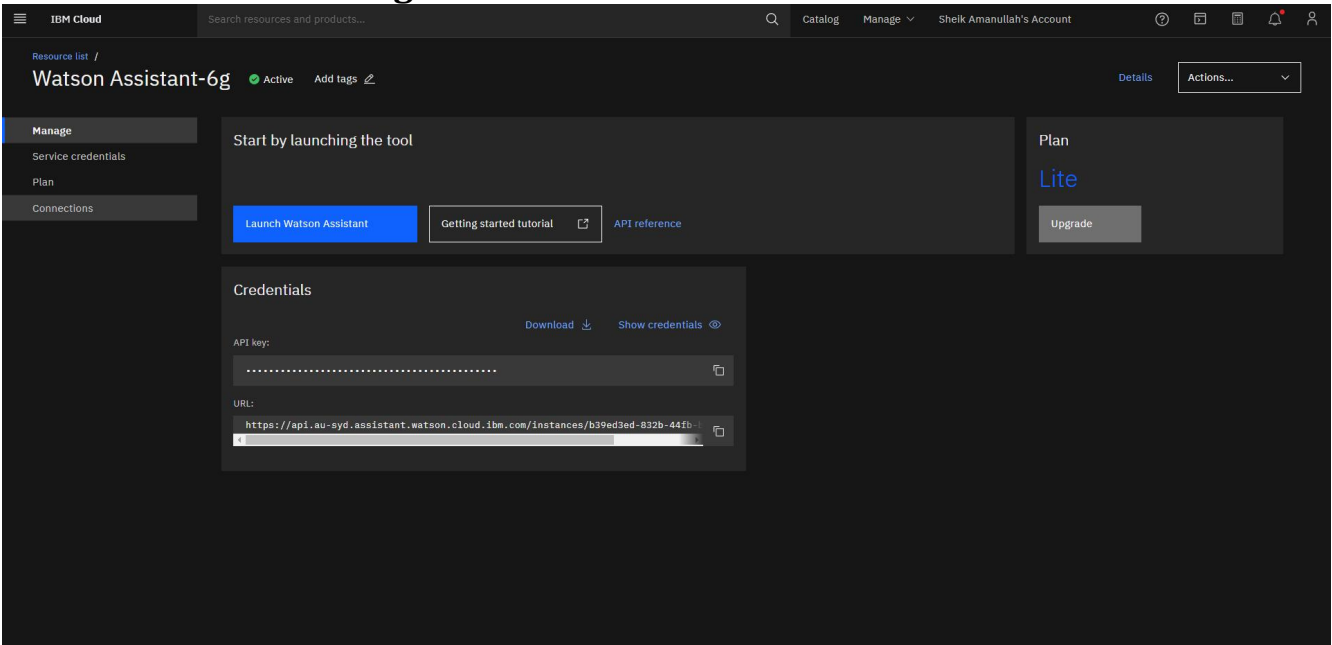 IBM Cloud
Search resources and products...
Catalog
Manage
Sheik Amanullah's Account
Resource list /
Watson Assistant-6g
Active
Add tags
Details
Actions...
Manage
Service credentials
Plan
Connections
Start by launching the tool
Launch Watson Assistant
Getting started tutorial
API reference
Plan
Lite
Upgrade
Credentials
Download
Show credentials
API key:
............................................
URL:
https://api.au-syd.assistant.watson.cloud.ibm.com/instances/b39ed3ed-832b-44fb-